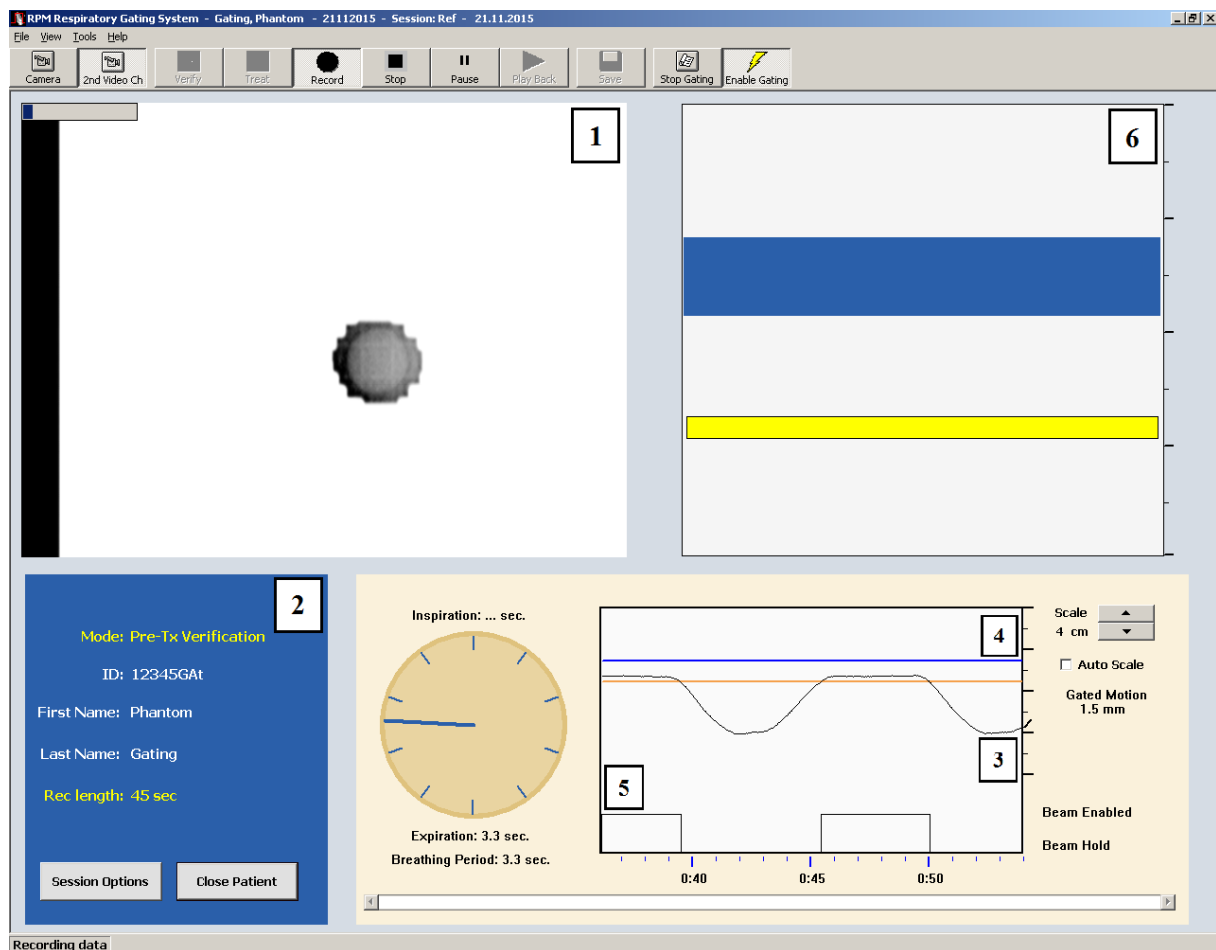 RPM Respiratory Gating System - Gating, Phantom - 21112015 - Session: Ref - 21.11.2015
File View Tools Help
Camera 2nd Video Ch Verify Treat Record Stop Pause Play Back Save Stop Gating Enable Gating
1
6
2
Mode: Pre-Tx Verification
ID: 12345GAt
First Name: Phantom
Last Name: Gating
Rec length: 45 sec
Session Options Close Patient
Inspiration: ... sec.
Expiration: 3.3 sec.
Breathing Period: 3.3 sec.
4
3
5
0:40 0:45 0:50
Scale
4 cm
Auto Scale
Gated Motion
1.5 mm
Beam Enabled
Beam Hold
Recording data